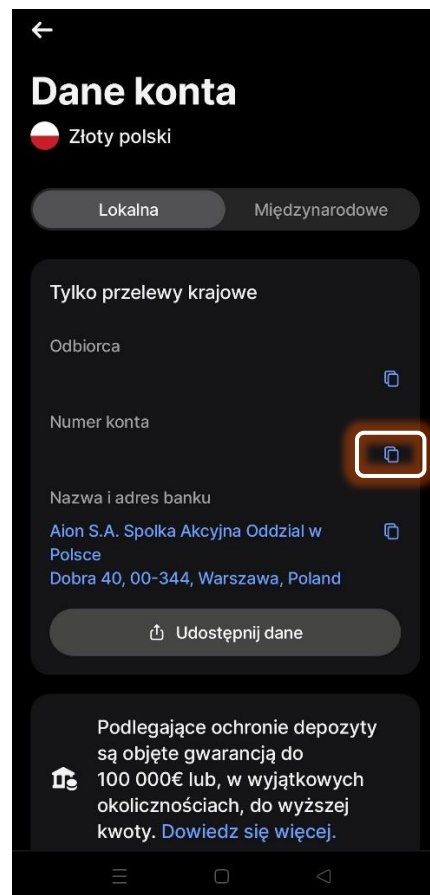 Dane konta
Złoty polski
Lokalna Międzynarodowe
Tylko przelewy krajowe
Odbiorca
Numer konta
Nazwa i adres banku
Aion S.A. Spolka Akcyjna Oddzial w
Polsce
Dobra 40, 00-344, Warszawa, Poland
Udostępnij dane
Podlegające ochronie depozyty
są objęte gwarancją do
100 000€ lub, w wyjątkowych
okolicznościach, do wyższej
kwoty. Dowiedz się więcej.